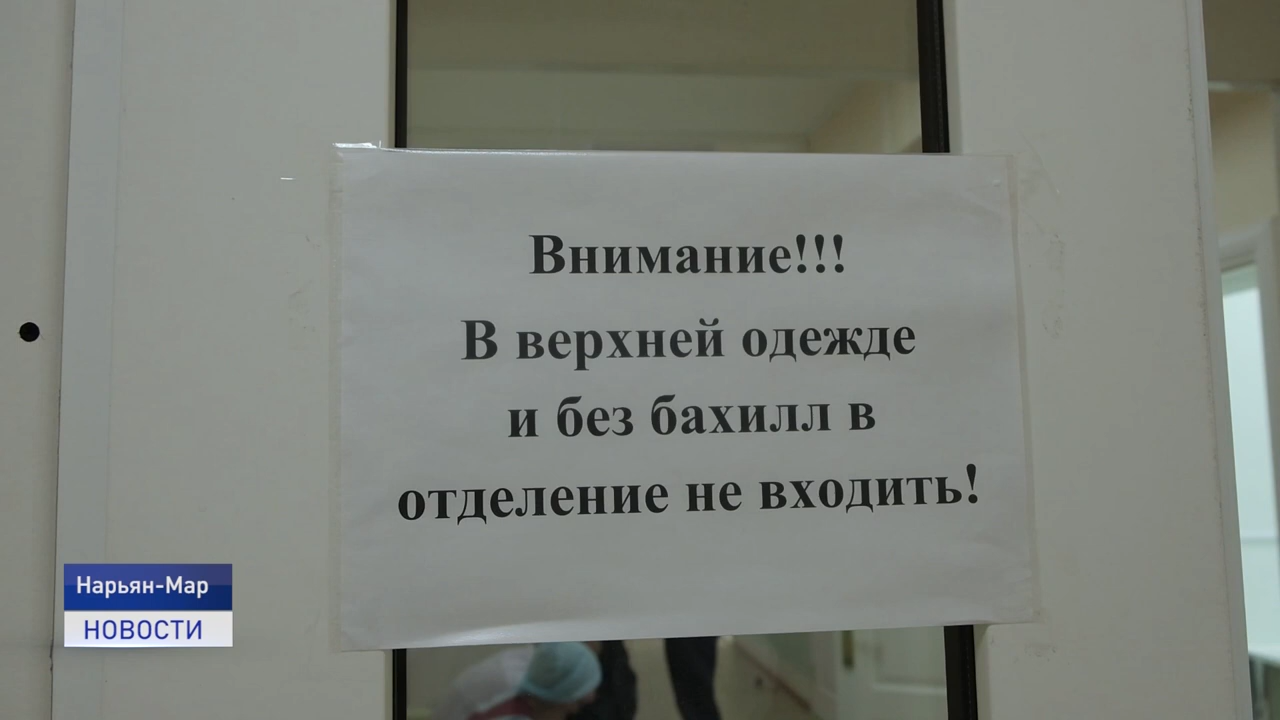 Внимание!!!
В верхней одежде
и без бахилл в
отделение не входить!
Нарьян-Мар
НОВОСТИ